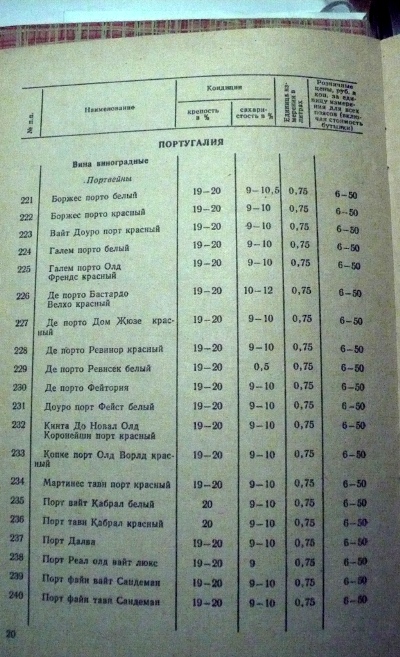 № п.п. Наименование Кондиции Единица измерения в литрах Розничные цены, руб. и коп. за единицу измерения для всех поясов (включая стоимость бутылки)
крепость в % сахаристость в %
ПОРТУГАЛИЯ
Вина виноградные
Портвейны
221 Боржес порто белый 19—20 9—10,5 0,75 6—50
222 Боржес порто красный 19—20 9—10 0,75 6—50
223 Вайт Доуро порт красный 19—20 9—10 0,75 6—50
224 Галем порто белый 19—20 9—10 0,75 6—50
225 Галем порто Олд
Френдс красный 19—20 9—10 0,75 6—50
226 Де порто Бастардо
Велхо красный 19—20 10—12 0,75 6—50
227 Де порто Дом Жюзе крас-
ный 19—20 9—10 0,75 6—50
228 Де порто Ревинор красный 19—20 9—10 0,75 6—50
229 Де порто Ревисек белый 19—20 0,5 0,75 6—50
230 Де порто Фейтория 19—20 9—10 0,75 6—50
231 Доуро порт Фейст белый 19—20 9—10 0,75 6—50
232 Кинта До Новал Олд
Коронейшн порт красный 19—20 9—10 0,75 6—50
233 Копке порт Олд Ворлд крас-
ный 19—20 9—10 0,75 6—50
234 Мартинес тавн порт красный 19—20 9—10 0,75 6—50
235 Порт вайт Кабрал белый 20 9—10 0,75 6—50
236 Порт тавн Кабрал красный 20 9—10 0,75 6—50
237 Порт Далва 19—20 9—10 0,75 6—50
238 Порт Реал олд вайт люкс 19—20 9 0,75 6—50
239 Порт файн вайт Сандеман 19—20 9—10 0,75 6—50
240 Порт файн тавн Сандеман 19—20 9—10 0,75 6—50
20